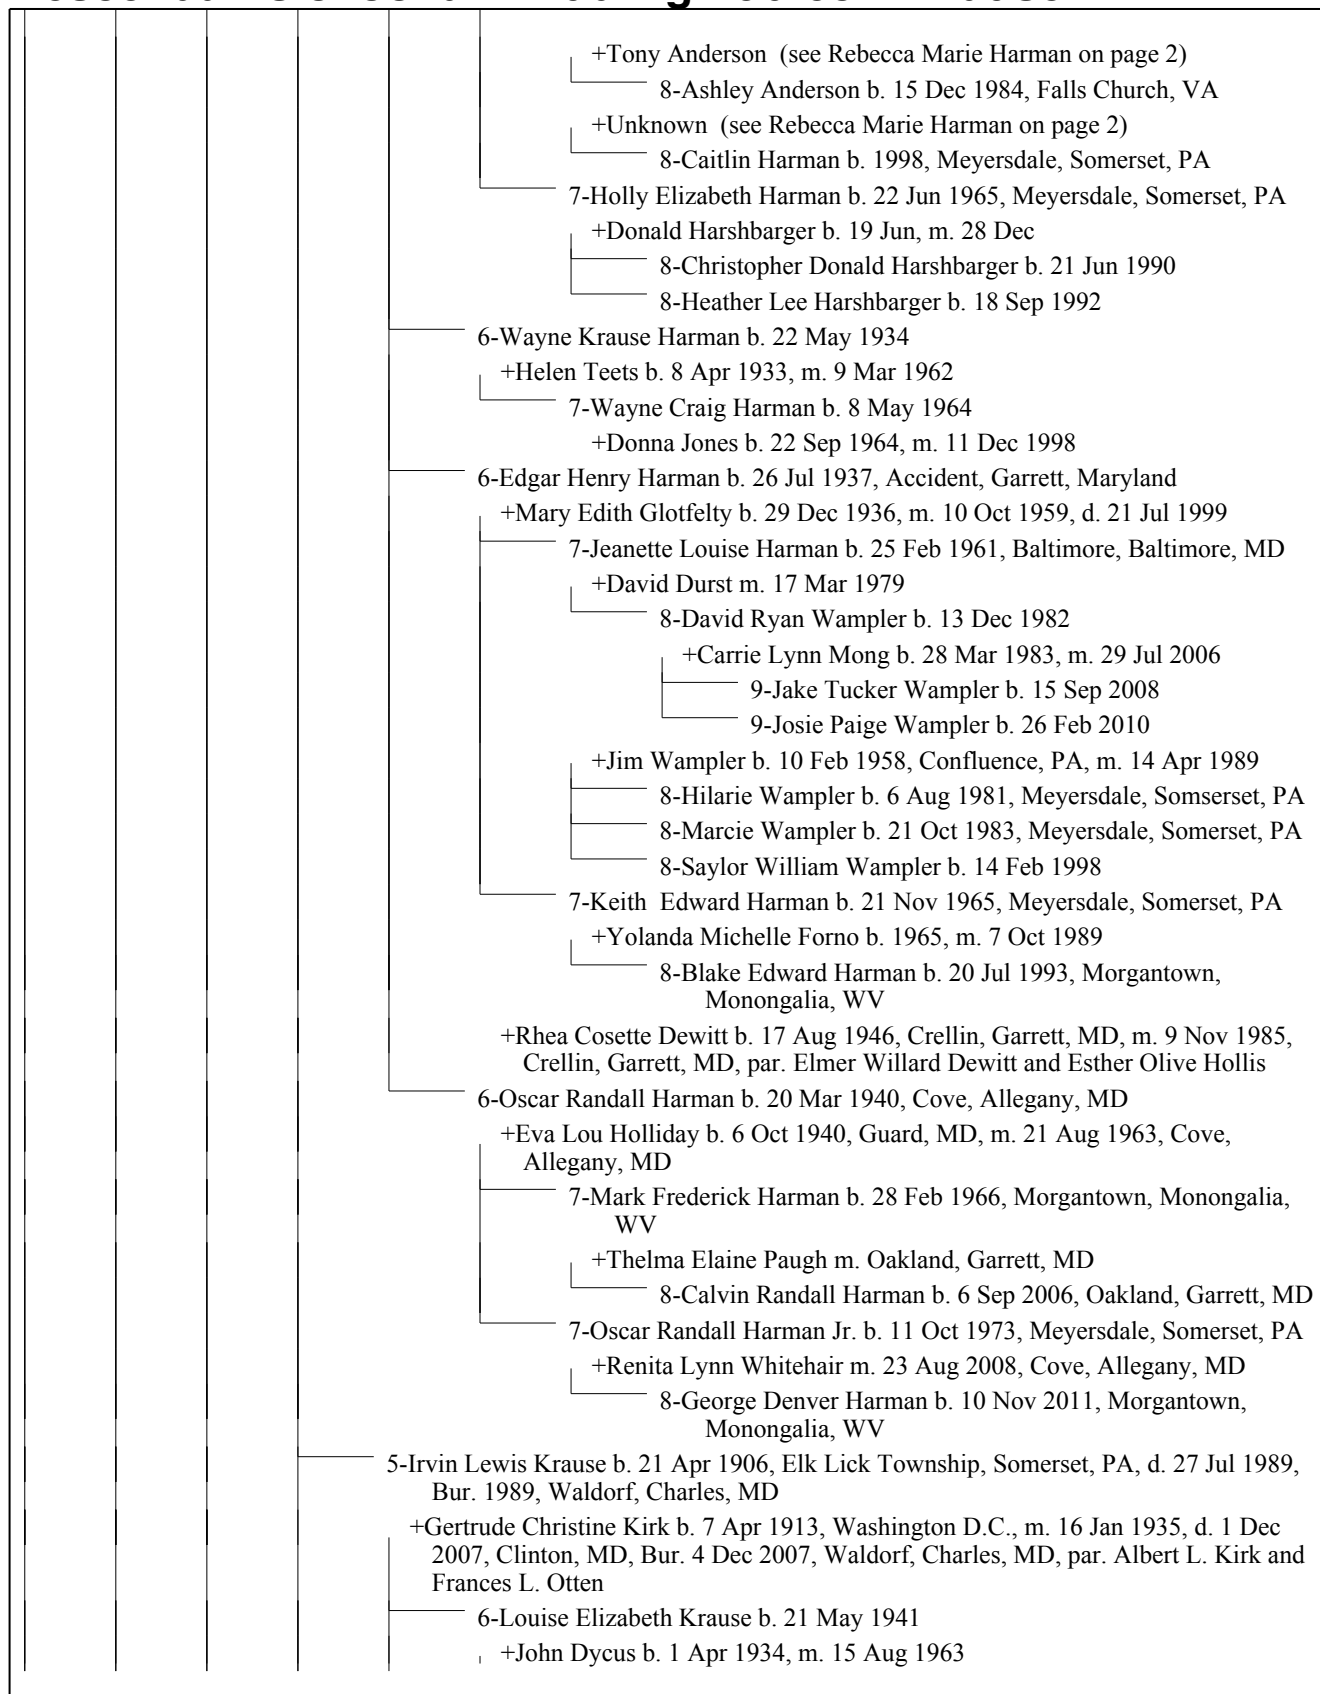 +Tony Anderson (see Rebecca Marie Harman on page 2)
8-Ashley Anderson b. 15 Dec 1984, Falls Church, VA
+Unknown (see Rebecca Marie Harman on page 2)
8-Caitlin Harman b. 1998, Meyersdale, Somerset, PA
7-Holly Elizabeth Harman b. 22 Jun 1965, Meyersdale, Somerset, PA
+Donald Harshbarger b. 19 Jun, m. 28 Dec
8-Christopher Donald Harshbarger b. 21 Jun 1990
8-Heather Lee Harshbarger b. 18 Sep 1992
6-Wayne Krause Harman b. 22 May 1934
+Helen Teets b. 8 Apr 1933, m. 9 Mar 1962
7-Wayne Craig Harman b. 8 May 1964
+Donna Jones b. 22 Sep 1964, m. 11 Dec 1998
6-Edgar Henry Harman b. 26 Jul 1937, Accident, Garrett, Maryland
+Mary Edith Glotfelty b. 29 Dec 1936, m. 10 Oct 1959, d. 21 Jul 1999
7-Jeanette Louise Harman b. 25 Feb 1961, Baltimore, Baltimore, MD
+David Durst m. 17 Mar 1979
8-David Ryan Wampler b. 13 Dec 1982
+Carrie Lynn Mong b. 28 Mar 1983, m. 29 Jul 2006
9-Jake Tucker Wampler b. 15 Sep 2008
9-Josie Paige Wampler b. 26 Feb 2010
+Jim Wampler b. 10 Feb 1958, Confluence, PA, m. 14 Apr 1989
8-Hilarie Wampler b. 6 Aug 1981, Meyersdale, Somserset, PA
8-Marcie Wampler b. 21 Oct 1983, Meyersdale, Somerset, PA
8-Saylor William Wampler b. 14 Feb 1998
7-Keith Edward Harman b. 21 Nov 1965, Meyersdale, Somerset, PA
+Yolanda Michelle Forno b. 1965, m. 7 Oct 1989
8-Blake Edward Harman b. 20 Jul 1993, Morgantown,
Monongalia, WV
+Rhea Cosette Dewitt b. 17 Aug 1946, Crellin, Garrett, MD, m. 9 Nov 1985,
Crellin, Garrett, MD, par. Elmer Willard Dewitt and Esther Olive Hollis
6-Oscar Randall Harman b. 20 Mar 1940, Cove, Allegany, MD
+Eva Lou Holliday b. 6 Oct 1940, Guard, MD, m. 21 Aug 1963, Cove,
Allegany, MD
7-Mark Frederick Harman b. 28 Feb 1966, Morgantown, Monongalia,
WV
+Thelma Elaine Paugh m. Oakland, Garrett, MD
8-Calvin Randall Harman b. 6 Sep 2006, Oakland, Garrett, MD
7-Oscar Randall Harman Jr. b. 11 Oct 1973, Meyersdale, Somerset, PA
+Renita Lynn Whitehair m. 23 Aug 2008, Cove, Allegany, MD
8-George Denver Harman b. 10 Nov 2011, Morgantown,
Monongalia, WV
5-Irvin Lewis Krause b. 21 Apr 1906, Elk Lick Township, Somerset, PA, d. 27 Jul 1989,
Bur. 1989, Waldorf, Charles, MD
+Gertrude Christine Kirk b. 7 Apr 1913, Washington D.C., m. 16 Jan 1935, d. 1 Dec
2007, Clinton, MD, Bur. 4 Dec 2007, Waldorf, Charles, MD, par. Albert L. Kirk and
Frances L. Otten
6-Louise Elizabeth Krause b. 21 May 1941
+John Dycus b. 1 Apr 1934, m. 15 Aug 1963